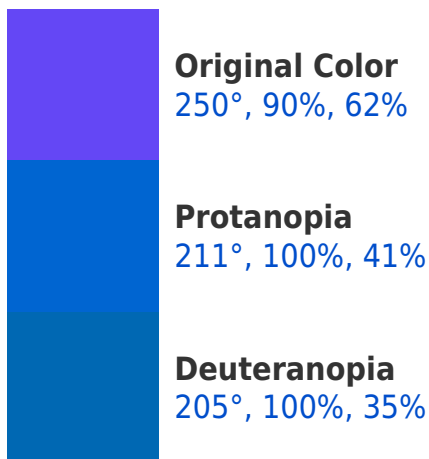 Original Color
250°, 90%, 62%
Protanopia
211°, 100%, 41%
Deuteranopia
205°, 100%, 35%